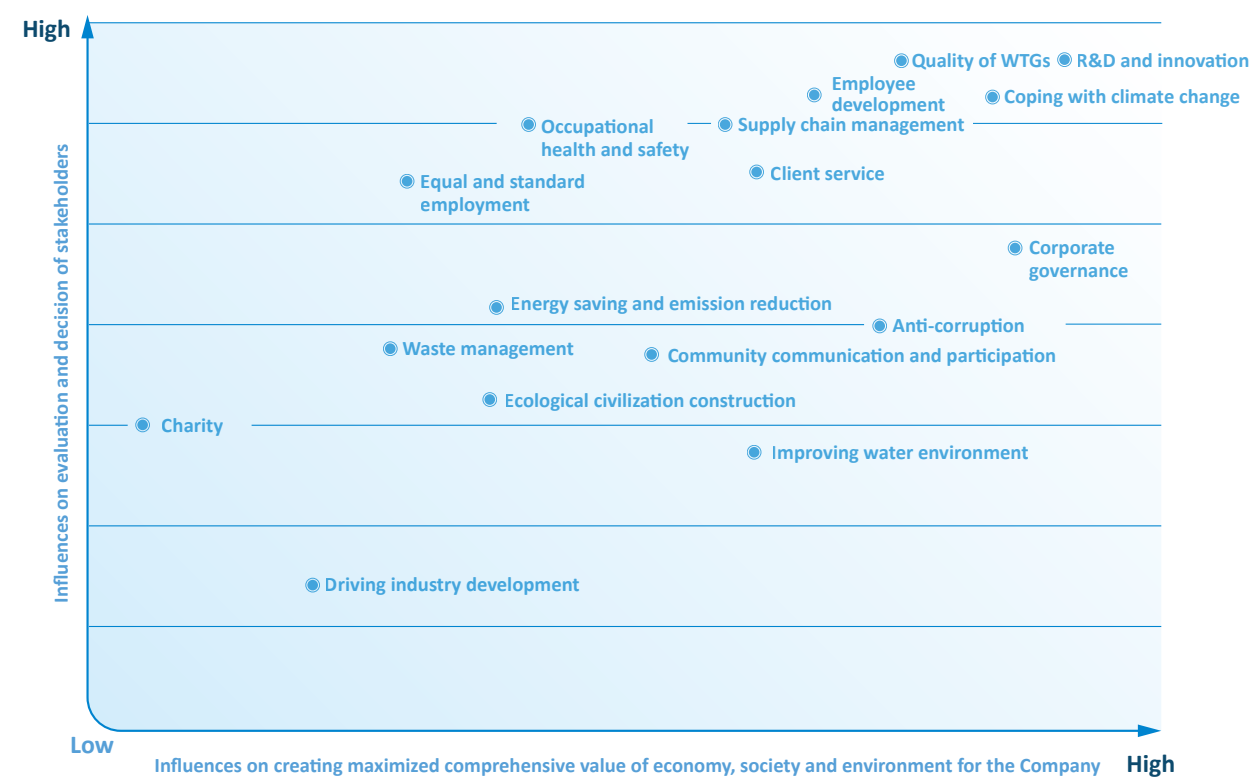 High
Quality of WTGs
R&D and innovation
Employee
development
Coping with climate change
Occupational
health and safety
Supply chain management
Client service
Equal and standard
employment
Corporate
governance
Energy saving and emission reduction
Anti-corruption
Waste management
Community communication and participation
Ecological civilization construction
Charity
Improving water environment
Driving industry development
Influences on evaluation and decision of stakeholders
Low
Influences on creating maximized comprehensive value of economy, society and environment for the Company
High